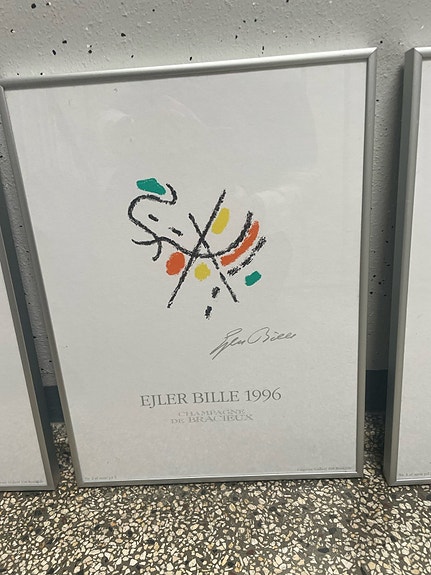 Ejler Bille
EJLER BILLE 1996
CHAMPAGNE
DE BRACIEUX